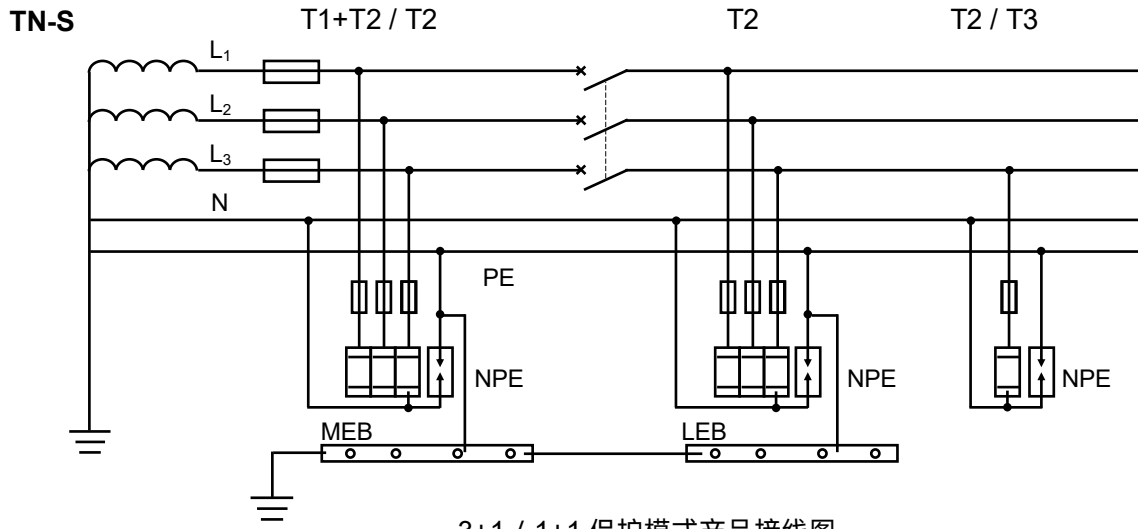 TN-S T1+T2 / T2 T2 T2 / T3
L1
L2
L3
N
PE
NPE NPE NPE
MEB LEB
3+1 / 1+1 保护模式产品接线图